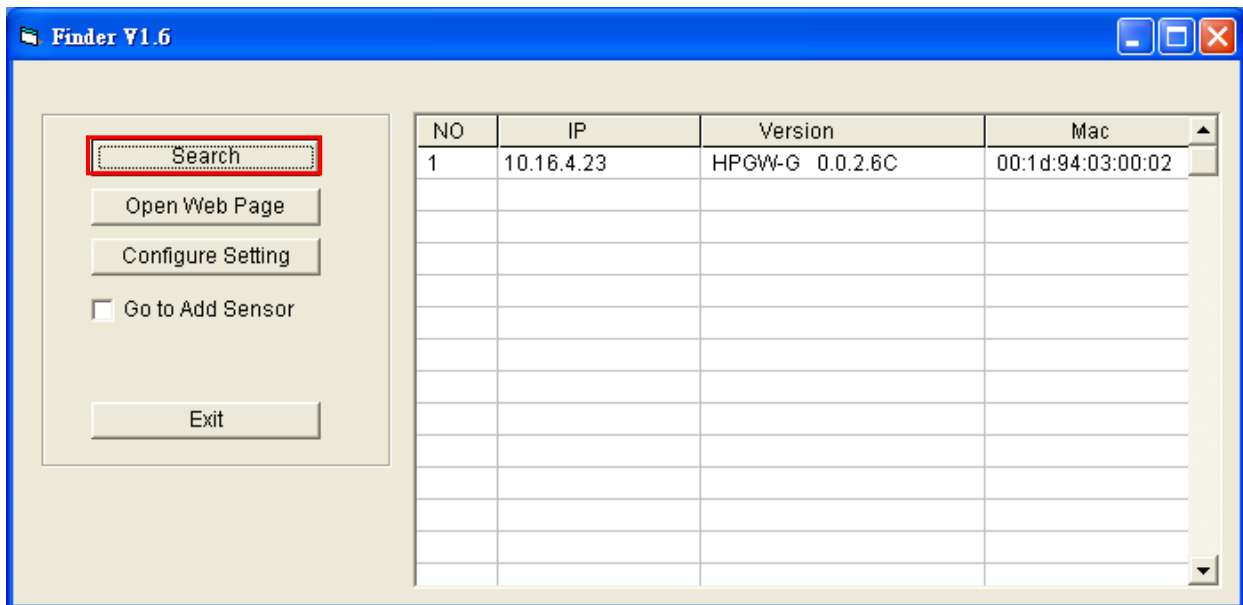 Finder V1.6
Search
Open Web Page
Configure Setting
Go to Add Sensor
Exit
NO IP Version Mac
1 10.16.4.23 HPGW-G 0.0.2.6C 00:1d:94:03:00:02